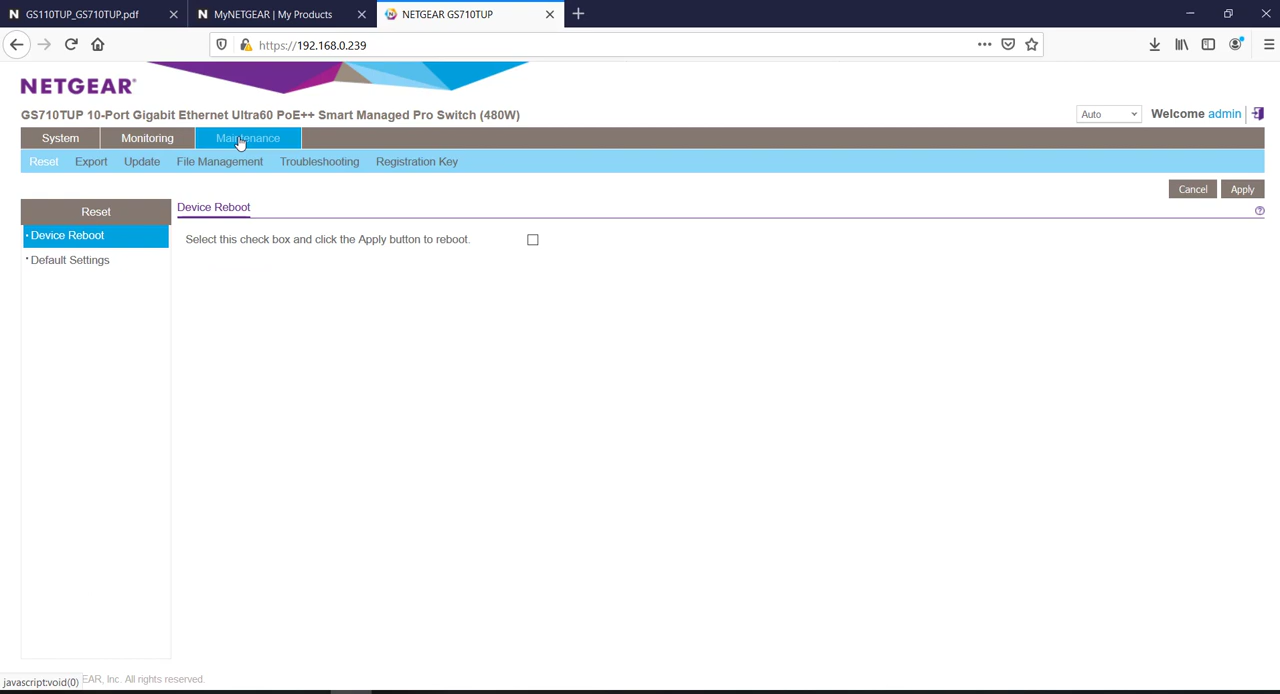 GS110TUP_GS710TUP.pdf
MyNETGEAR | My Products
NETGEAR GS710TUP
https://192.168.0.239
NETGEAR®
GS710TUP 10-Port Gigabit Ethernet Ultra60 PoE++ Smart Managed Pro Switch (480W)
Auto
Welcome admin
System Monitoring Maintenance
Reset Export Update File Management Troubleshooting Registration Key
Cancel Apply
Reset
Device Reboot
Default Settings
Device Reboot
Select this check box and click the Apply button to reboot.
javascript:void(0) EAR, Inc. All rights reserved.